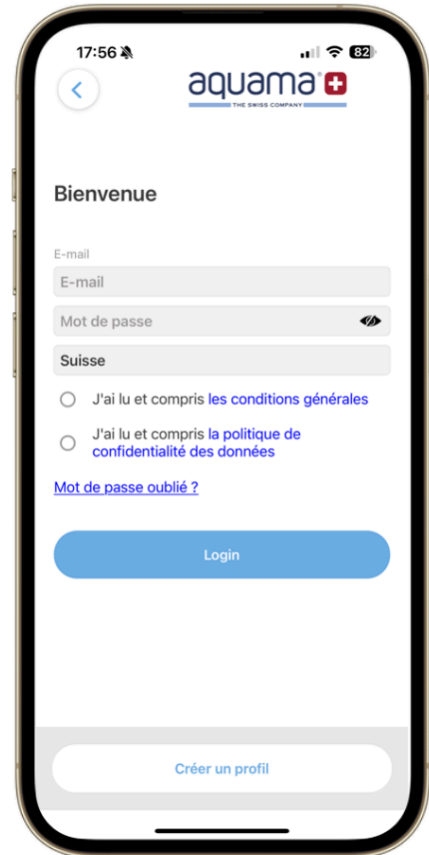 17:56
82
aquama
THE SWISS COMPANY
Bienvenue
E-mail
E-mail
Mot de passe
Suisse
J'ai lu et compris les conditions générales
J'ai lu et compris la politique de
confidentialité des données
Mot de passe oublié ?
Login
Créer un profil